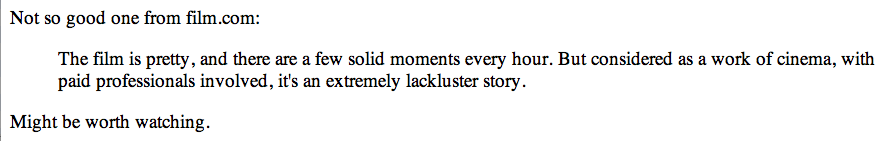 Not so good one from film.com:
The film is pretty, and there are a few solid moments every hour. But considered as a work of cinema, with
paid professionals involved, it's an extremely lackluster story.
Might be worth watching.